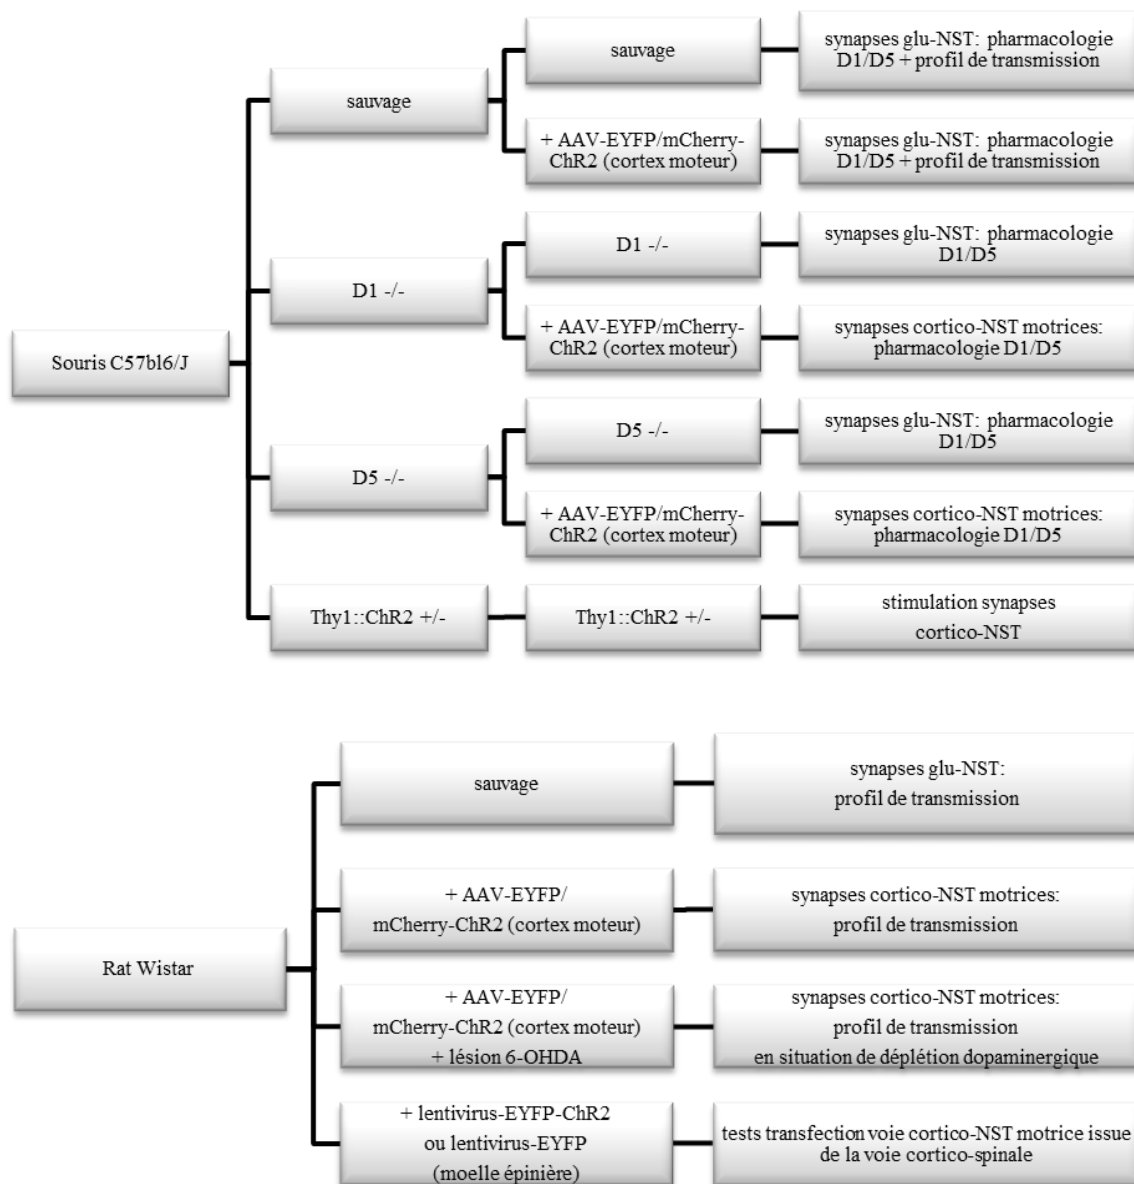 sauvage
sauvage
synapses glu-NST: pharmacologie
D1/D5 + profil de transmission
+ AAV-EYFP/mCherry-
ChR2 (cortex moteur)
synapses glu-NST: pharmacologie
D1/D5 + profil de transmission
Souris C57bl6/J
D1 -/-
D1 -/-
synapses glu-NST: pharmacologie
D1/D5
+ AAV-EYFP/mCherry-
ChR2 (cortex moteur)
synapses cortico-NST motrices:
pharmacologie D1/D5
D5 -/-
D5 -/-
synapses glu-NST: pharmacologie
D1/D5
+ AAV-EYFP/mCherry-
ChR2 (cortex moteur)
synapses cortico-NST motrices:
pharmacologie D1/D5
Thy1::ChR2 +/-
Thy1::ChR2 +/-
stimulation synapses
cortico-NST
Rat Wistar
sauvage
synapses glu-NST:
profil de transmission
+ AAV-EYFP/
mCherry-ChR2 (cortex moteur)
synapses cortico-NST motrices:
profil de transmission
+ AAV-EYFP/
mCherry-ChR2 (cortex moteur)
+ lésion 6-OHDA
synapses cortico-NST motrices:
profil de transmission
en situation de déplétion dopaminergique
+ lentivirus-EYFP-ChR2
ou lentivirus-EYFP
(moelle épinière)
tests transfection voie cortico-NST motrice issue
de la voie cortico-spinale